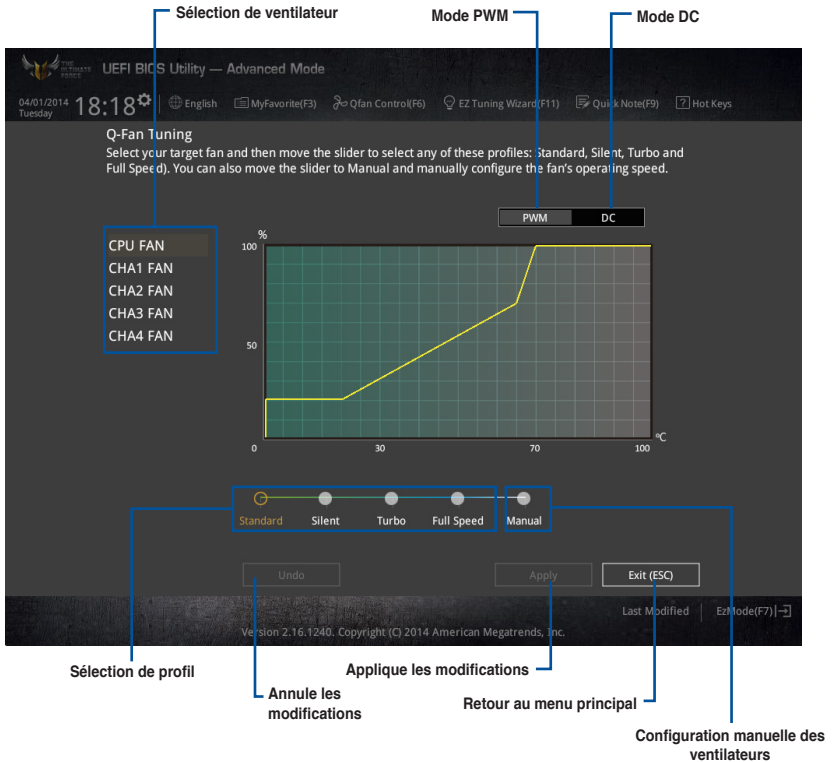 Sélection de ventilateur
Mode PWM
Mode DC
THE
ULTIMATE
FORCE
UEFI BIOS Utility — Advanced Mode
04/01/2014
Tuesday
18:18
English
MyFavorite(F3)
Qfan Control(F6)
EZ Tuning Wizard(F11)
Quick Note(F9)
? Hot Keys
Q-Fan Tuning
Select your target fan and then move the slider to select any of these profiles: Standard, Silent, Turbo and
Full Speed). You can also move the slider to Manual and manually configure the fan's operating speed.
PWM
DC
CPU FAN
CHA1 FAN
CHA2 FAN
CHA3 FAN
CHA4 FAN
%
100
50
0
30
70
100
ºC
Standard
Silent
Turbo
Full Speed
Manual
Undo
Apply
Exit (ESC)
Last Modified
EzMode(F7)
Version 2.16.1240. Copyright (C) 2014 American Megatrends, Inc.
Sélection de profil
Annule les
modifications
Applique les modifications
Retour au menu principal
Configuration manuelle des
ventilateurs